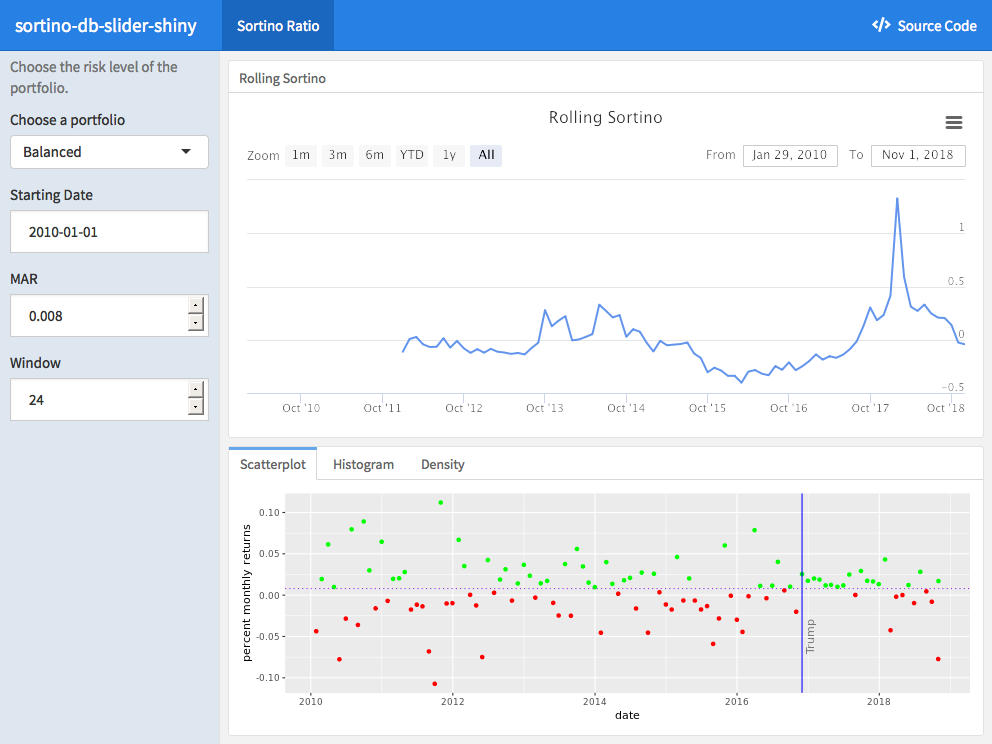 sortino-db-slider-shiny
Sortino Ratio
</> Source Code
Choose the risk level of the
portfolio.
Choose a portfolio
Balanced
Starting Date
2010-01-01
MAR
0.008
Window
24
Rolling Sortino
Rolling Sortino
Zoom 1m 3m 6m YTD 1y All
From Jan 29, 2010 To Nov 1, 2018
1
0.5
0
−0.5
Oct '10 Oct '11 Oct '12 Oct '13 Oct '14 Oct '15 Oct '16 Oct '17 Oct '18
Scatterplot Histogram Density
percent monthly returns
0.10
0.05
0.00
-0.05
-0.10
Trump
2010 2012 2014 2016 2018
date